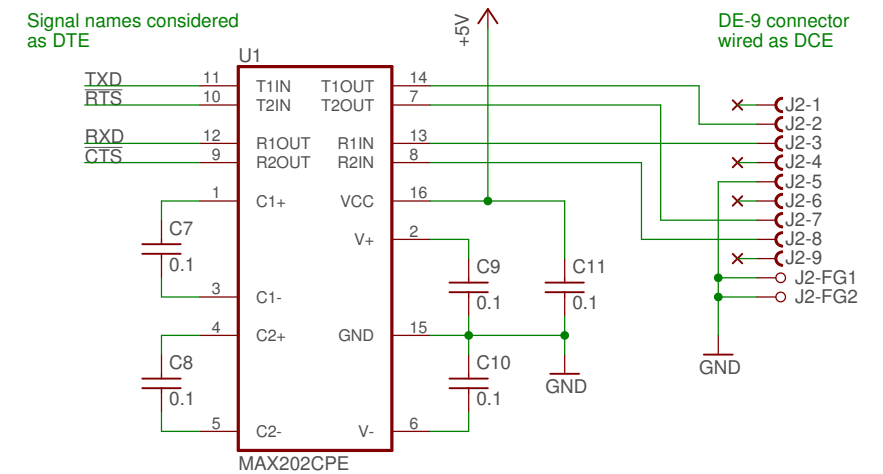 Signal names considered
as DTE
+5V
DE-9 connector
wired as DCE
U1
TXD 11 T1IN T1OUT 14
RTS 10 T2IN T2OUT 7
J2-1
J2-2
RXD 12 R1OUT R1IN 13 J2-3
CTS 9 R2OUT R2IN 8 J2-4
J2-5
1 C1+ VCC 16 J2-6
J2-7
C7 V+ 2 J2-8
0.1 J2-9
C9 C11
J2-FG1
3 C1- 0.1 0.1 J2-FG2
4 C2+ GND 15
C8 C10 GND
GND
0.1 0.1
5 C2- V- 6
MAX202CPE